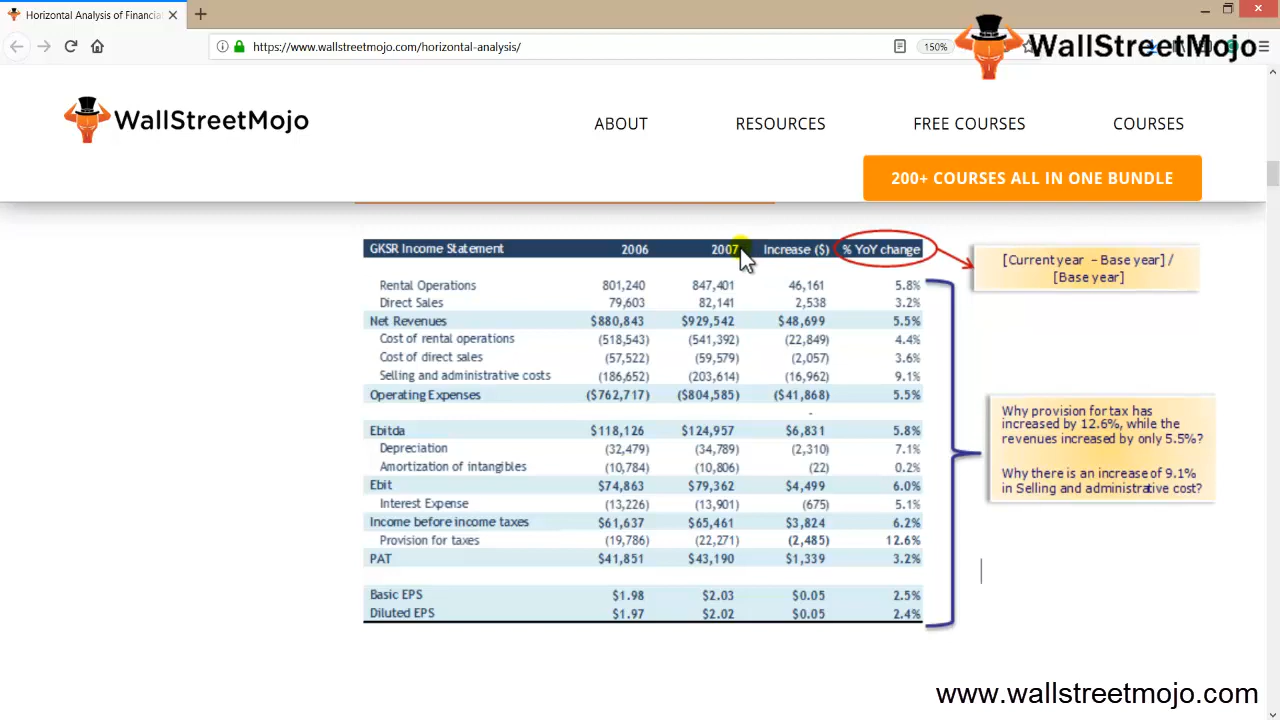 Horizontal Analysis of Financia
https://www.wallstreetmojo.com/horizontal-analysis/
150%
WallStreetMojo
WallStreetMojo
ABOUT RESOURCES FREE COURSES COURSES
200+ COURSES ALL IN ONE BUNDLE
GKSR Income Statement 2006 2007 Increase ($) % YoY change
[Current year - Base year] /
[Base year]
Rental Operations 801,240 847,401 46,161 5.8%
Direct Sales 79,603 82,141 2,538 3.2%
Net Revenues $880,843 $929,542 $48,699 5.5%
Cost of rental operations (518,543) (541,392) (22,849) 4.4%
Cost of direct sales (57,522) (59,579) (2,057) 3.6%
Selling and administrative costs (186,652) (203,614) (16,962) 9.1%
Operating Expenses ($762,717) ($804,585) ($41,868) 5.5%
-
Ebitda $118,126 $124,957 $6,831 5.8%
Depreciation (32,479) (34,789) (2,310) 7.1%
Amortization of intangibles (10,784) (10,806) (22) 0.2%
Ebit $74,863 $79,362 $4,499 6.0%
Interest Expense (13,226) (13,901) (675) 5.1%
Income before income taxes $61,637 $65,461 $3,824 6.2%
Provision for taxes (19,786) (22,271) (2,485) 12.6%
PAT $41,851 $43,190 $1,339 3.2%
Basic EPS $1.98 $2.03 $0.05 2.5%
Diluted EPS $1.97 $2.02 $0.05 2.4%
Why provision for tax has
increased by 12.6%, while the
revenues increased by only 5.5%?
Why there is an increase of 9.1%
in Selling and administrative cost?
www.wallstreetmojo.com